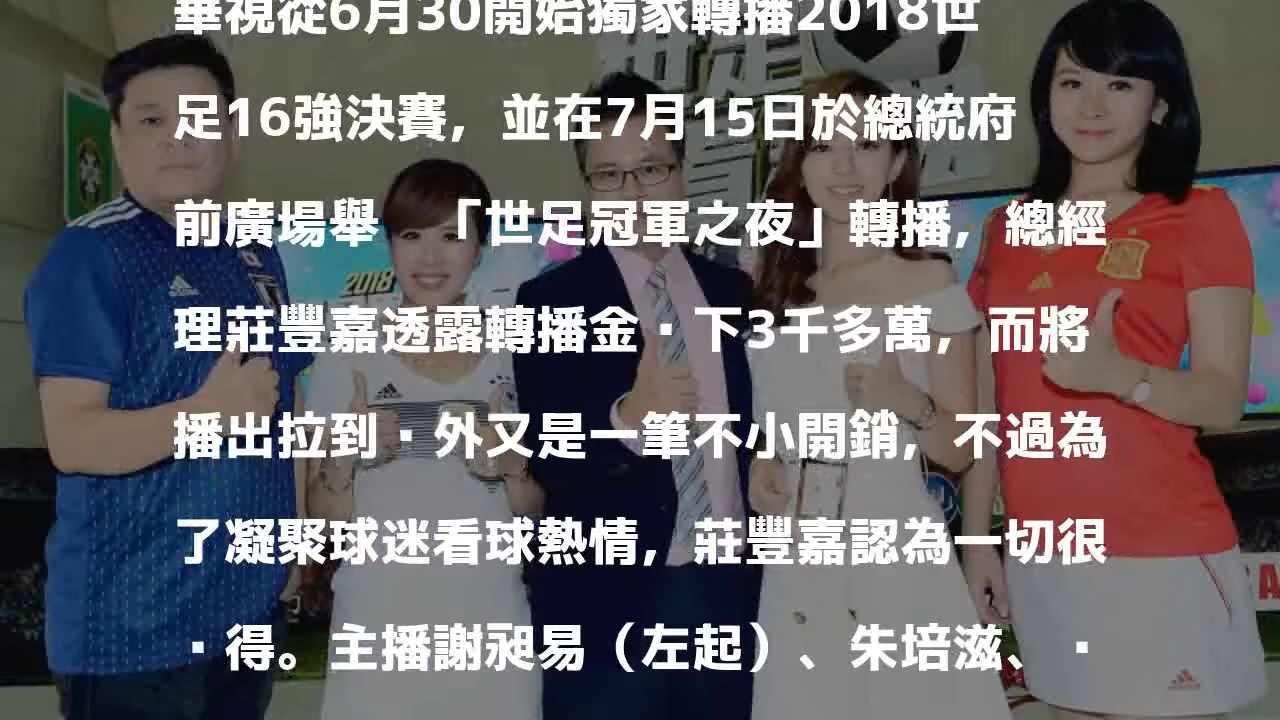 華視從6月30開始獨家轉播2018世
足16強決賽，並在7月15日於總統府
前廣場舉　「世足冠軍之夜」轉播，總經
理莊豐嘉透露轉播金·下3千多萬，而將
播出拉到·外又是一筆不小開銷，不過為
了凝聚球迷看球熱情，莊豐嘉認為一切很
·得。主播謝昶易（左起）、朱培滋、·
2018